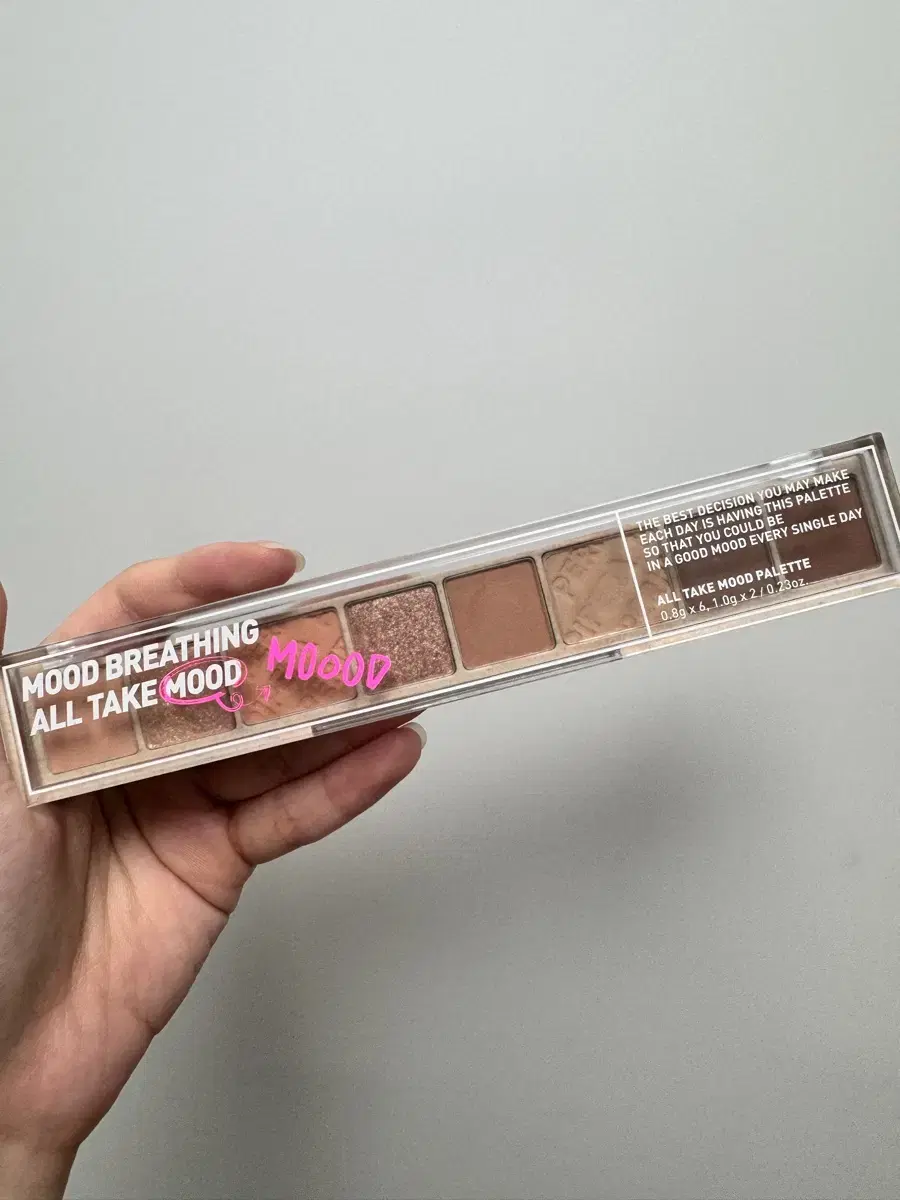 MOOD BREATHING
ALL TAKE MOOD
MOOOD
THE BEST DECISION YOU MAY MAKE
EACH DAY IS HAVING THIS PALETTE
SO THAT YOU COULD BE
IN A GOOD MOOD EVERY SINGLE DAY
ALL TAKE MOOD PALETTE
0.8g x 6, 1.0g x 2 / 0.23oz.